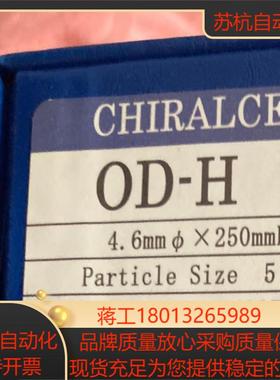 苏杭自动
CHIRALCE
OD-H
4.6mmφ×250mm
Particle Size 5
蒋工18013265989
自动化 品牌质量放心采购质量保
开票 现货充足为您提供稳定的